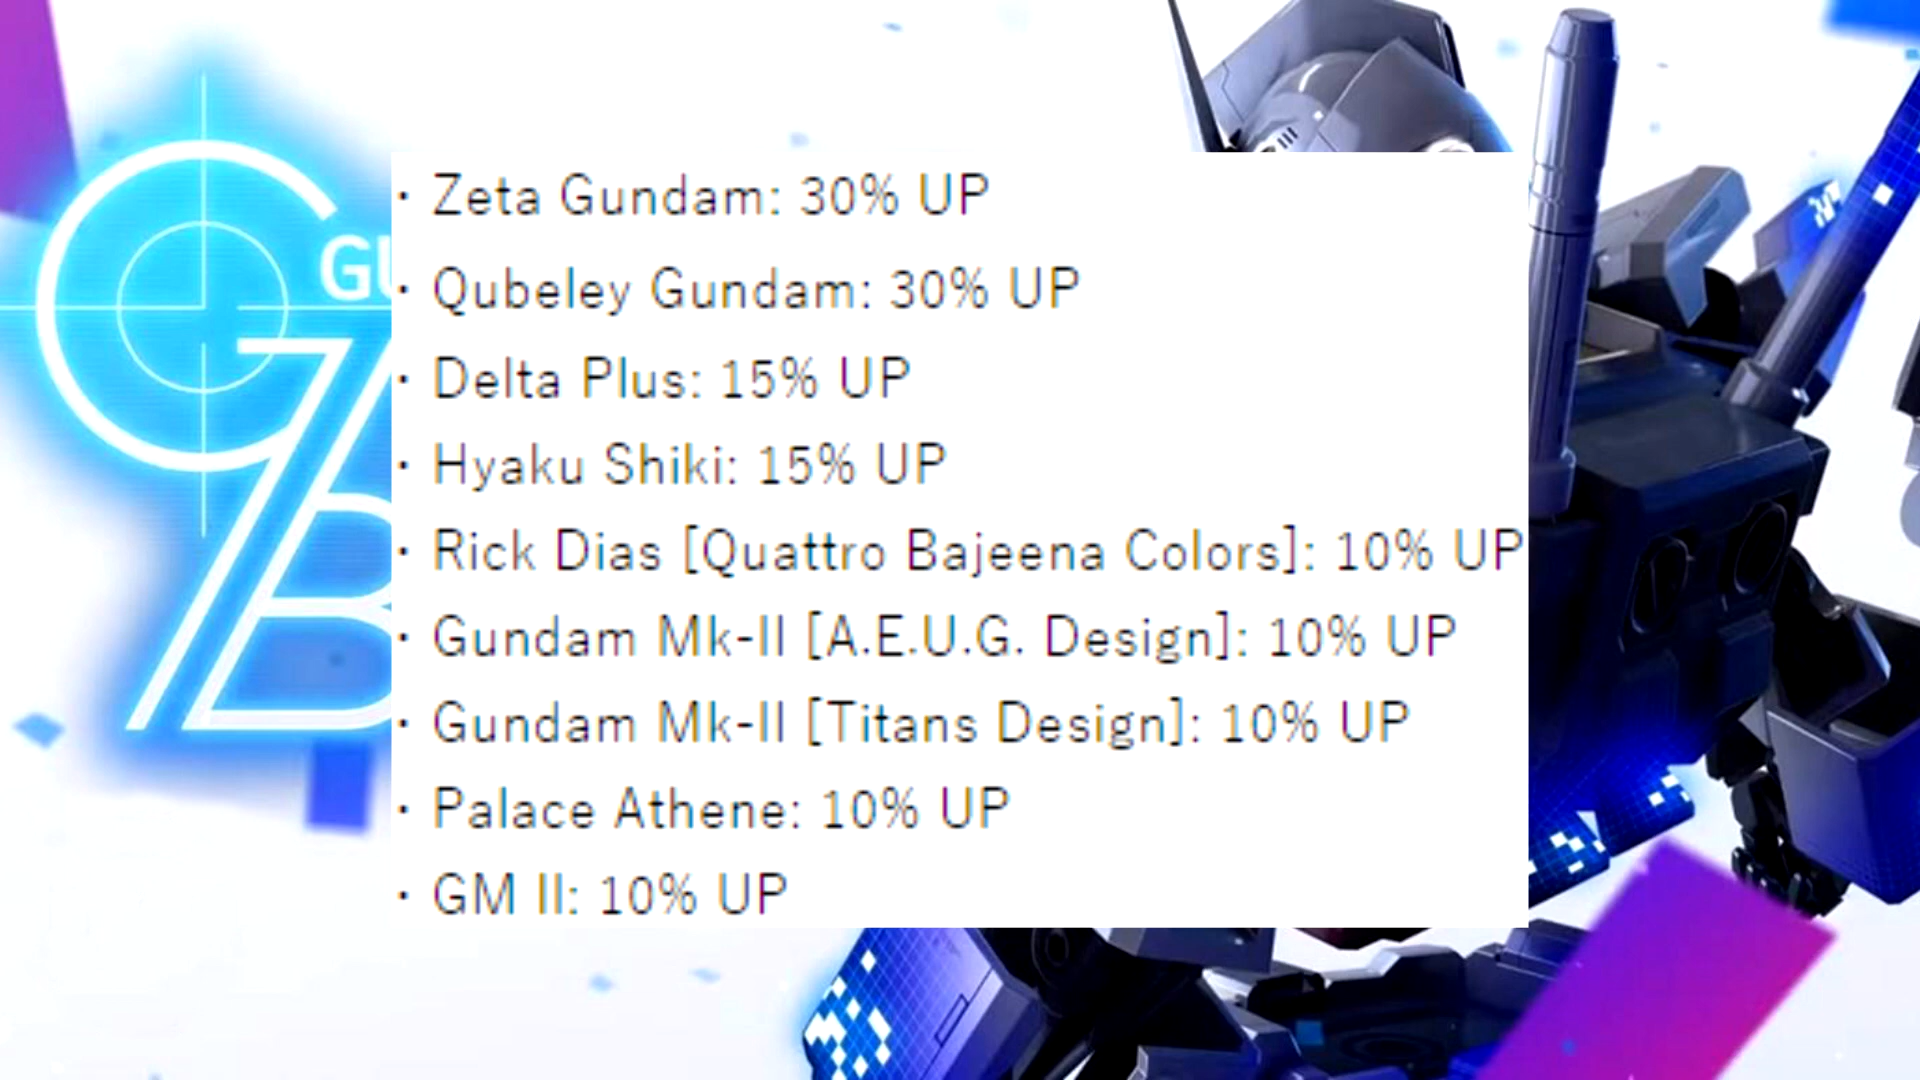 GU
· Zeta Gundam: 30% UP
· Qubeley Gundam: 30% UP
· Delta Plus: 15% UP
· Hyaku Shiki: 15% UP
· Rick Dias [Quattro Bajeena Colors]: 10% UP
· Gundam Mk-II [A.E.U.G. Design]: 10% UP
· Gundam Mk-II [Titans Design]: 10% UP
· Palace Athene: 10% UP
· GM II: 10% UP